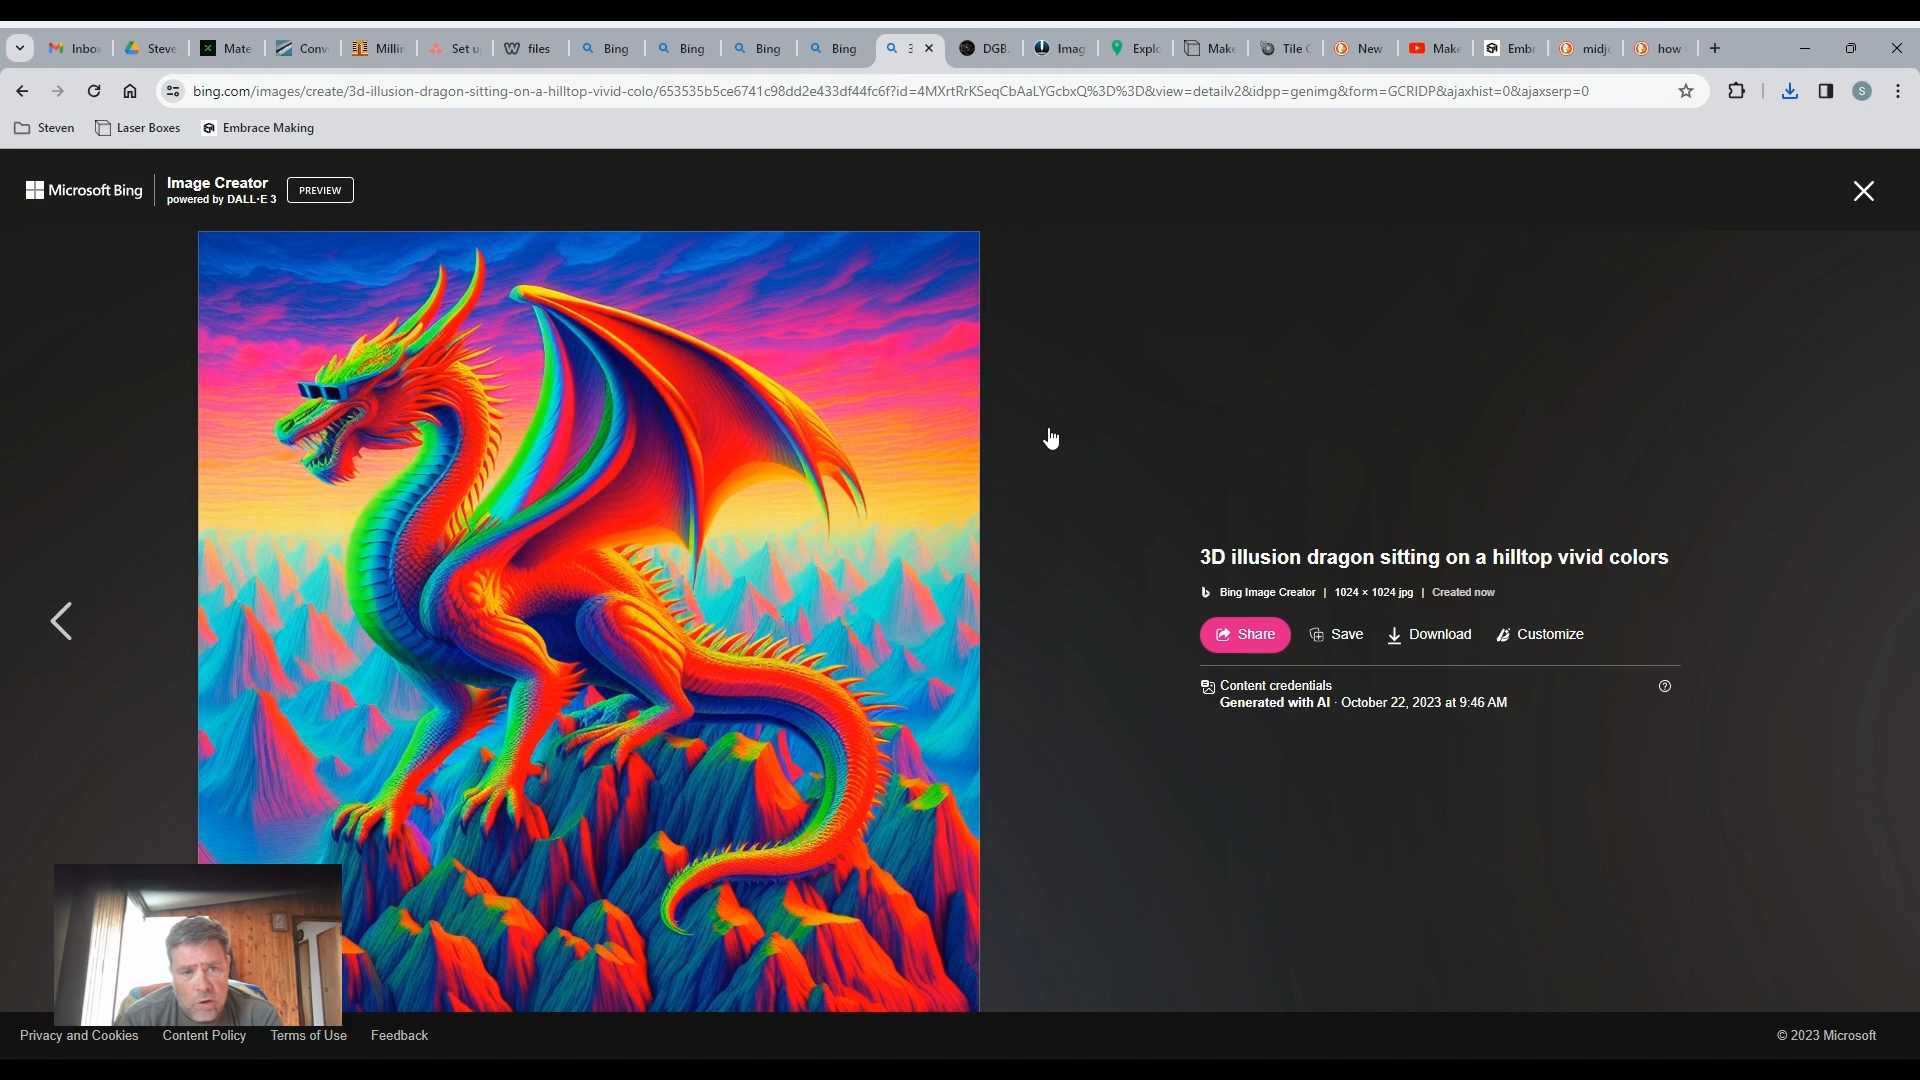 Inbo
Steve
Mate
Conv
Millin
Set u
files
Bing
Bing
Bing
Bing
3
DGB
Imag
Explo
Make
Tile C
New
Make
Emb
midj
how
bing.com/images/create/3d-illusion-dragon-sitting-on-a-hilltop-vivid-colo/653535b5ce6741c98dd2e433df44fc6f?id=4MXrtRrKSeqCbAaLYGcbxQ%3D%3D&view=detailv2&idpp=genimg&form=GCRIDP&ajaxhist=0&ajaxserp=0
S
Steven
Laser Boxes
Embrace Making
Microsoft Bing
Image Creator
powered by DALL·E 3
PREVIEW
3D illusion dragon sitting on a hilltop vivid colors
Bing Image Creator | 1024 × 1024 jpg | Created now
Share
Save
Download
Customize
Content credentials
Generated with AI · October 22, 2023 at 9:46 AM
Privacy and Cookies
Content Policy
Terms of Use
Feedback
© 2023 Microsoft